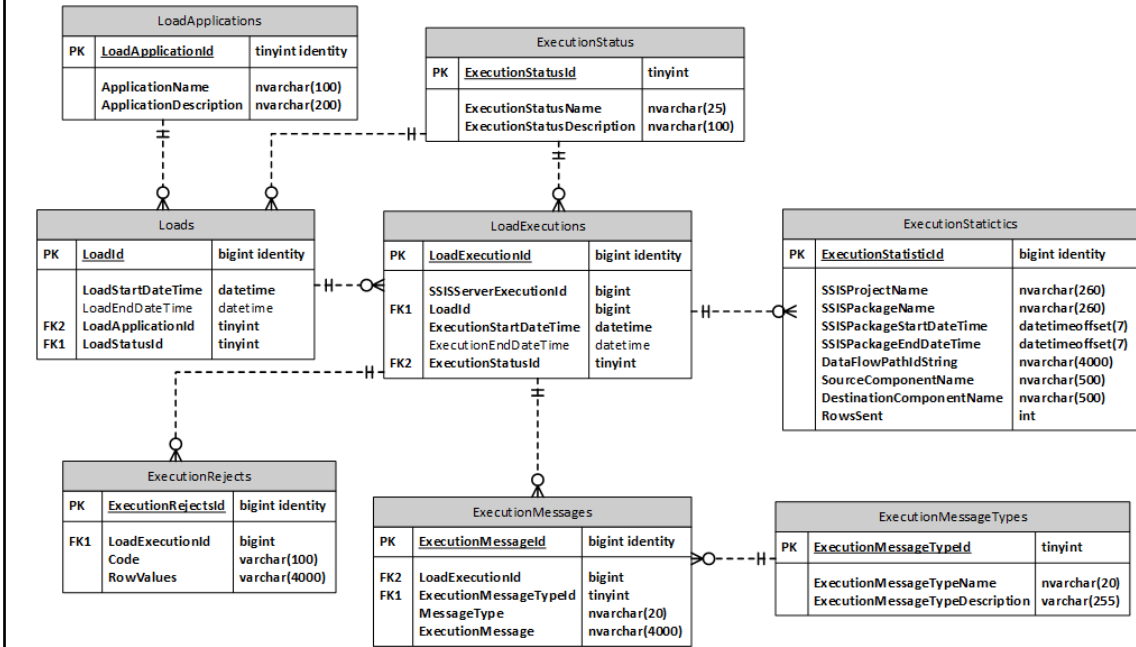 LoadApplications
PK LoadApplicationId tinyint identity
ApplicationName nvarchar(100)
ApplicationDescription nvarchar(200)
ExecutionStatus
PK ExecutionStatusId tinyint
ExecutionStatusName nvarchar(25)
ExecutionStatusDescription nvarchar(100)
Loads
PK LoadId bigint identity
LoadStartDateTime datetime
LoadEndDateTime datetime
FK2 LoadApplicationId tinyint
FK1 LoadStatusId tinyint
LoadExecutions
PK LoadExecutionId bigint identity
SSISServerExecutionId bigint
FK1 LoadId bigint
ExecutionStartDateTime datetime
ExecutionEndDateTime datetime
FK2 ExecutionStatusId tinyint
ExecutionStatictics
PK ExecutionStatisticId bigint identity
SSISProjectName nvarchar(260)
SSISPackageName nvarchar(260)
SSISPackageStartDateTime datetimeoffset(7)
SSISPackageEndDateTime datetimeoffset(7)
DataFlowPathIdString nvarchar(4000)
SourceComponentName nvarchar(500)
DestinationComponentName nvarchar(500)
RowsSent int
ExecutionRejects
PK ExecutionRejectsId bigint identity
FK1 LoadExecutionId bigint
Code varchar(100)
RowValues varchar(4000)
ExecutionMessages
PK ExecutionMessageId bigint identity
FK2 LoadExecutionId bigint
FK1 ExecutionMessageTypeId tinyint
MessageType nvarchar(20)
ExecutionMessage nvarchar(4000)
ExecutionMessageTypes
PK ExecutionMessageTypeId tinyint
ExecutionMessageTypeName nvarchar(20)
ExecutionMessageTypeDescription varchar(255)